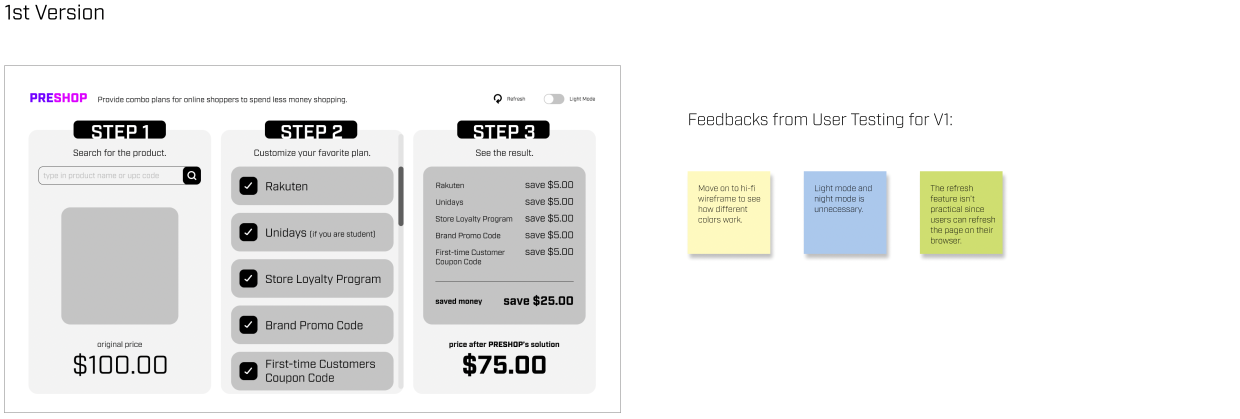 1st Version
PRESHOP Provide combo plans for online shoppers to spend less money shopping.
Refresh
Light Mode
STEP 1
Search for the product.
type in product name or upc code
original price
$100.00
STEP 2
Customize your favorite plan.
Rakuten
Unidays (if you are student)
Store Loyalty Program
Brand Promo Code
First-time Customers
Coupon Code
STEP 3
See the result.
Rakuten save $5.00
Unidays save $5.00
Store Loyalty Program save $5.00
Brand Promo Code save $5.00
First-time Customer save $5.00
Coupon Code
saved money save $25.00
price after PRESHOP's solution
$75.00
Feedbacks from User Testing for V1:
Move on to hi-fi
wireframe to see
how different
colors work.
Light mode and
night mode is
unnecessary.
The refresh
feature isn't
practical since
users can refresh
the page on their
browser.